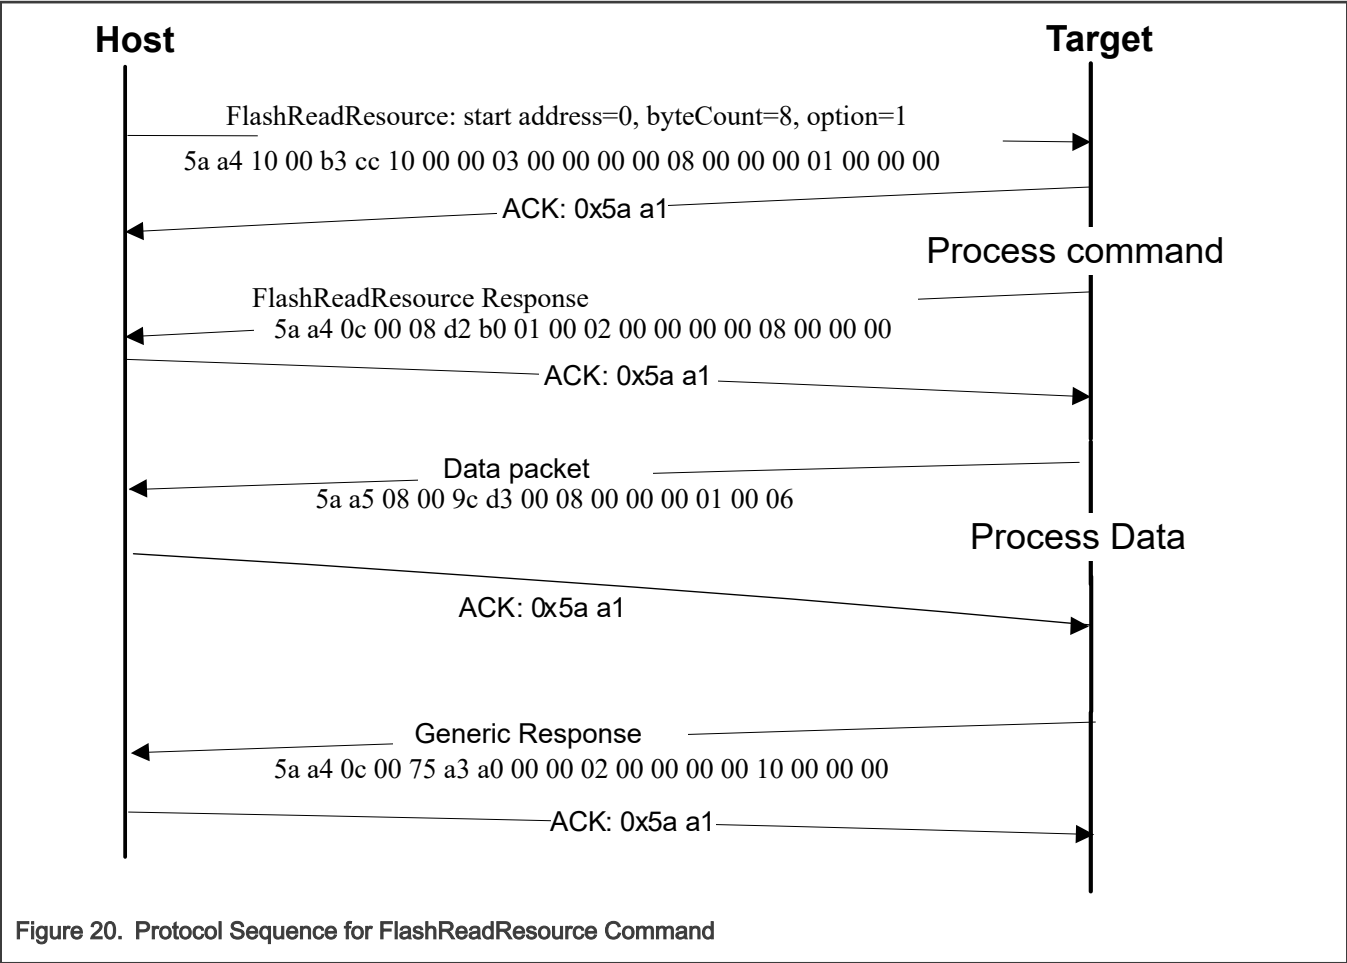 Host
Target
FlashReadResource: start address=0, byteCount=8, option=1
5a a4 10 00 b3 cc 10 00 00 03 00 00 00 00 08 00 00 00 01 00 00 00
ACK: 0x5a a1
Process command
FlashReadResource Response
5a a4 0c 00 08 d2 b0 01 00 02 00 00 00 00 08 00 00 00
ACK: 0x5a a1
Data packet
5a a5 08 00 9c d3 00 08 00 00 00 01 00 06
Process Data
ACK: 0x5a a1
Generic Response
5a a4 0c 00 75 a3 a0 00 00 02 00 00 00 00 10 00 00 00
ACK: 0x5a a1
Figure 20. Protocol Sequence for FlashReadResource Command